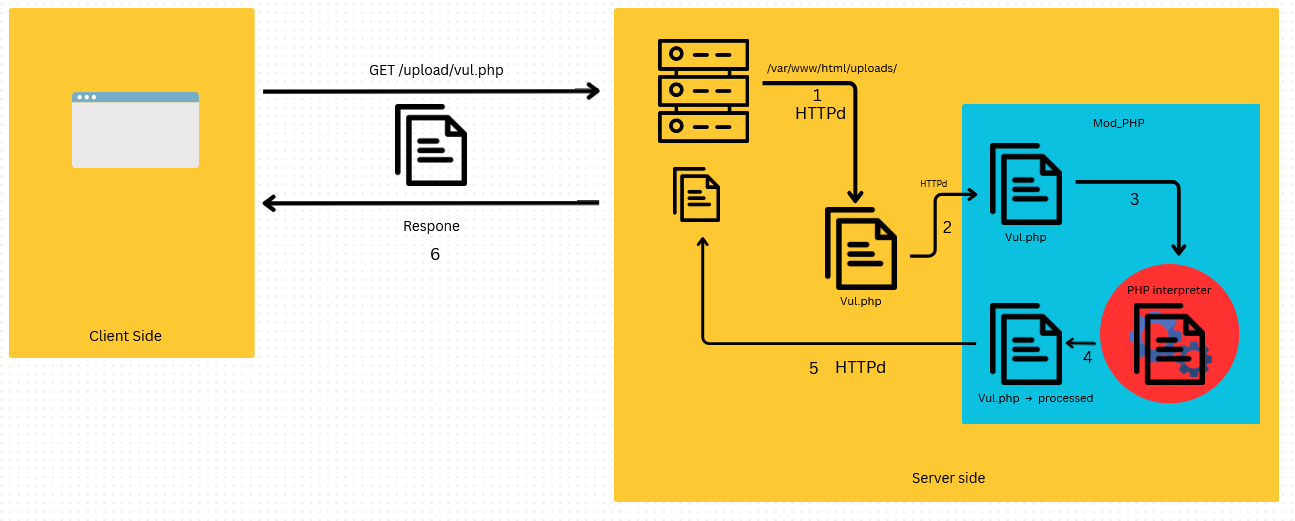 GET /upload/vul.php
Respone
6
Client Side
/var/www/html/uploads/
1
HTTPd
Vul.php
HTTPd
2
Mod_PHP
Vul.php
3
PHP interpreter
4
Vul.php → processed
5 HTTPd
Server side